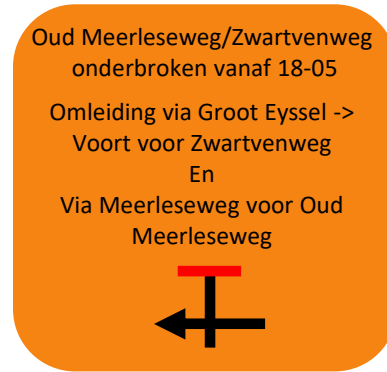 Oud Meerleseweg/Zwartvenweg
onderbroken vanaf 18-05
Omleiding via Groot Eyssel ->
Voort voor Zwartvenweg
En
Via Meerleseweg voor Oud
Meerleseweg